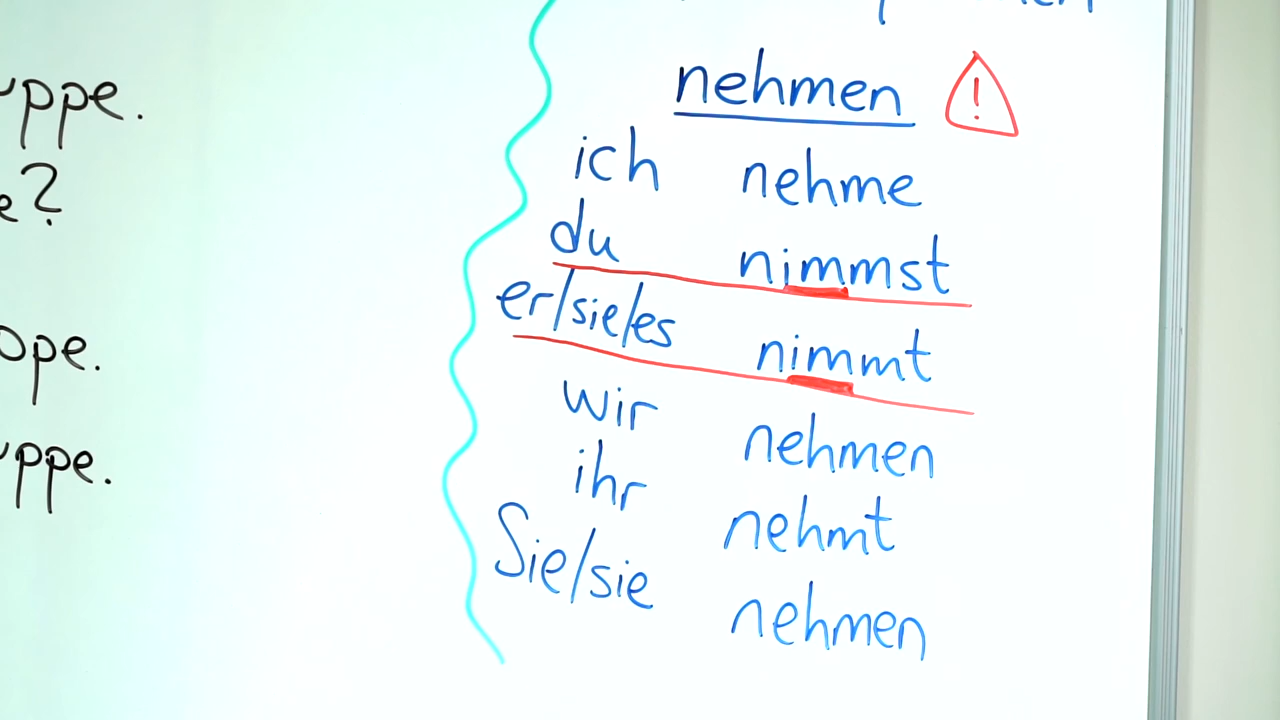 nehmen !
ich nehme
du nimmst
er/sie/es nimmt
wir nehmen
ihr nehmt
Sie/sie nehmen